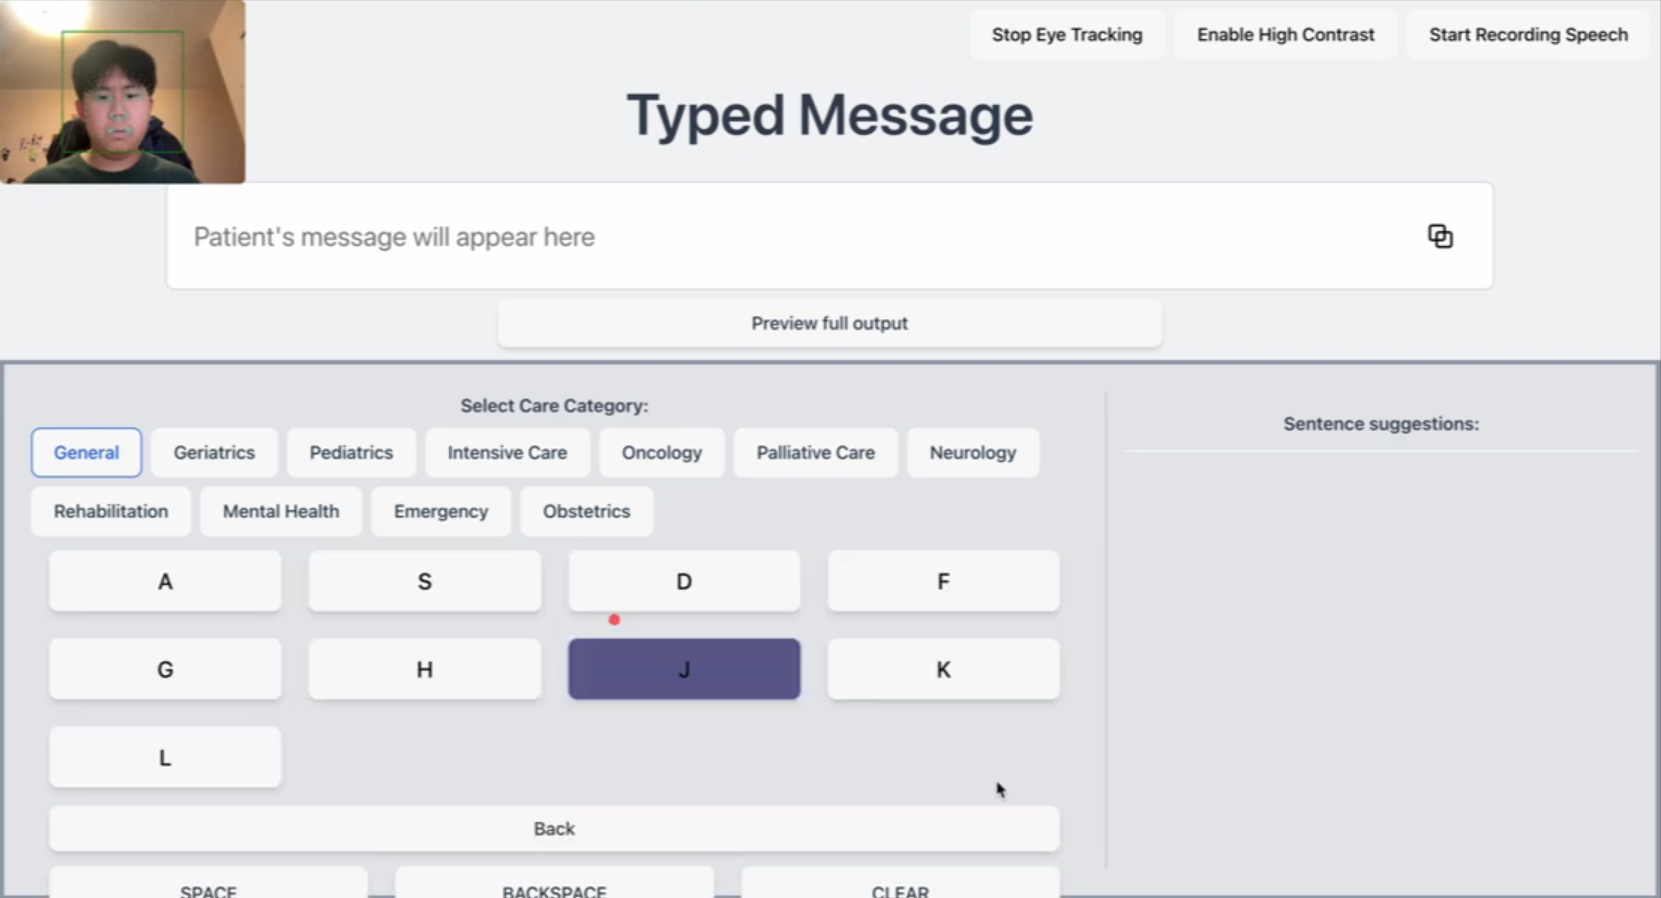 Stop Eye Tracking Enable High Contrast Start Recording Speech
Typed Message
Patient's message will appear here
Preview full output
Select Care Category:
Sentence suggestions:
General Geriatrics Pediatrics Intensive Care Oncology Palliative Care Neurology
Rehabilitation Mental Health Emergency Obstetrics
A S D F
G H J K
L
Back
SPACE BACKSPACE CLEAR